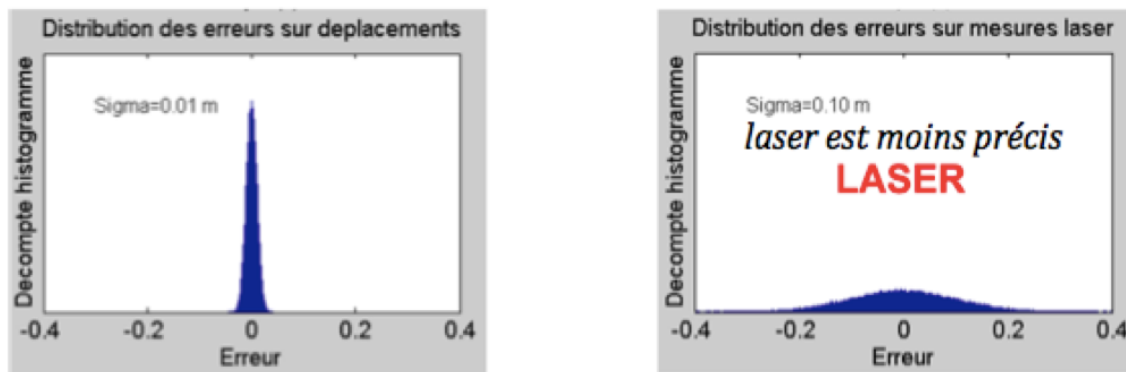 Distribution des erreurs sur deplacements
Decompte histogramme
Sigma=0.01 m
-0.4 -0.2 0 0.2 0.4
Erreur
Distribution des erreurs sur mesures laser
Decompte histogramme
Sigma=0.10 m
laser est moins précis
LASER
-0.4 -0.2 0 0.2 0.4
Erreur